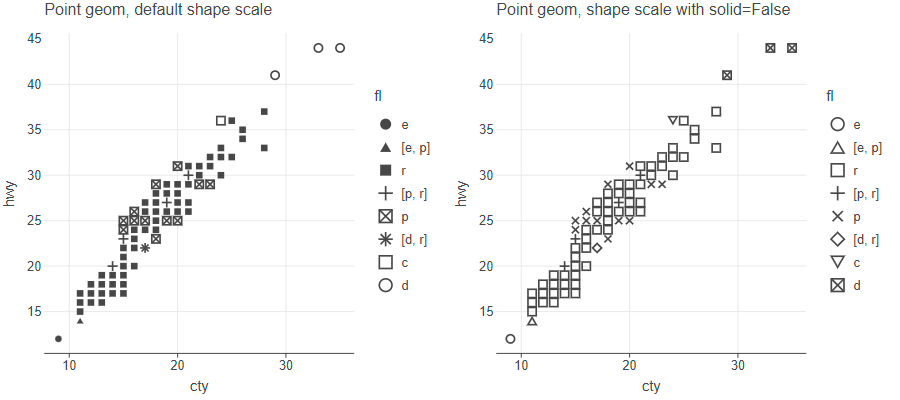 Point geom, default shape scale
45
40
35
30
25
20
15
hwy
10
20
30
cty
fl
e
[e, p]
r
[p, r]
p
[d, r]
c
d
Point geom, shape scale with solid=False
45
40
35
30
25
20
15
hwy
10
20
30
cty
fl
e
[e, p]
r
[p, r]
p
[d, r]
c
d